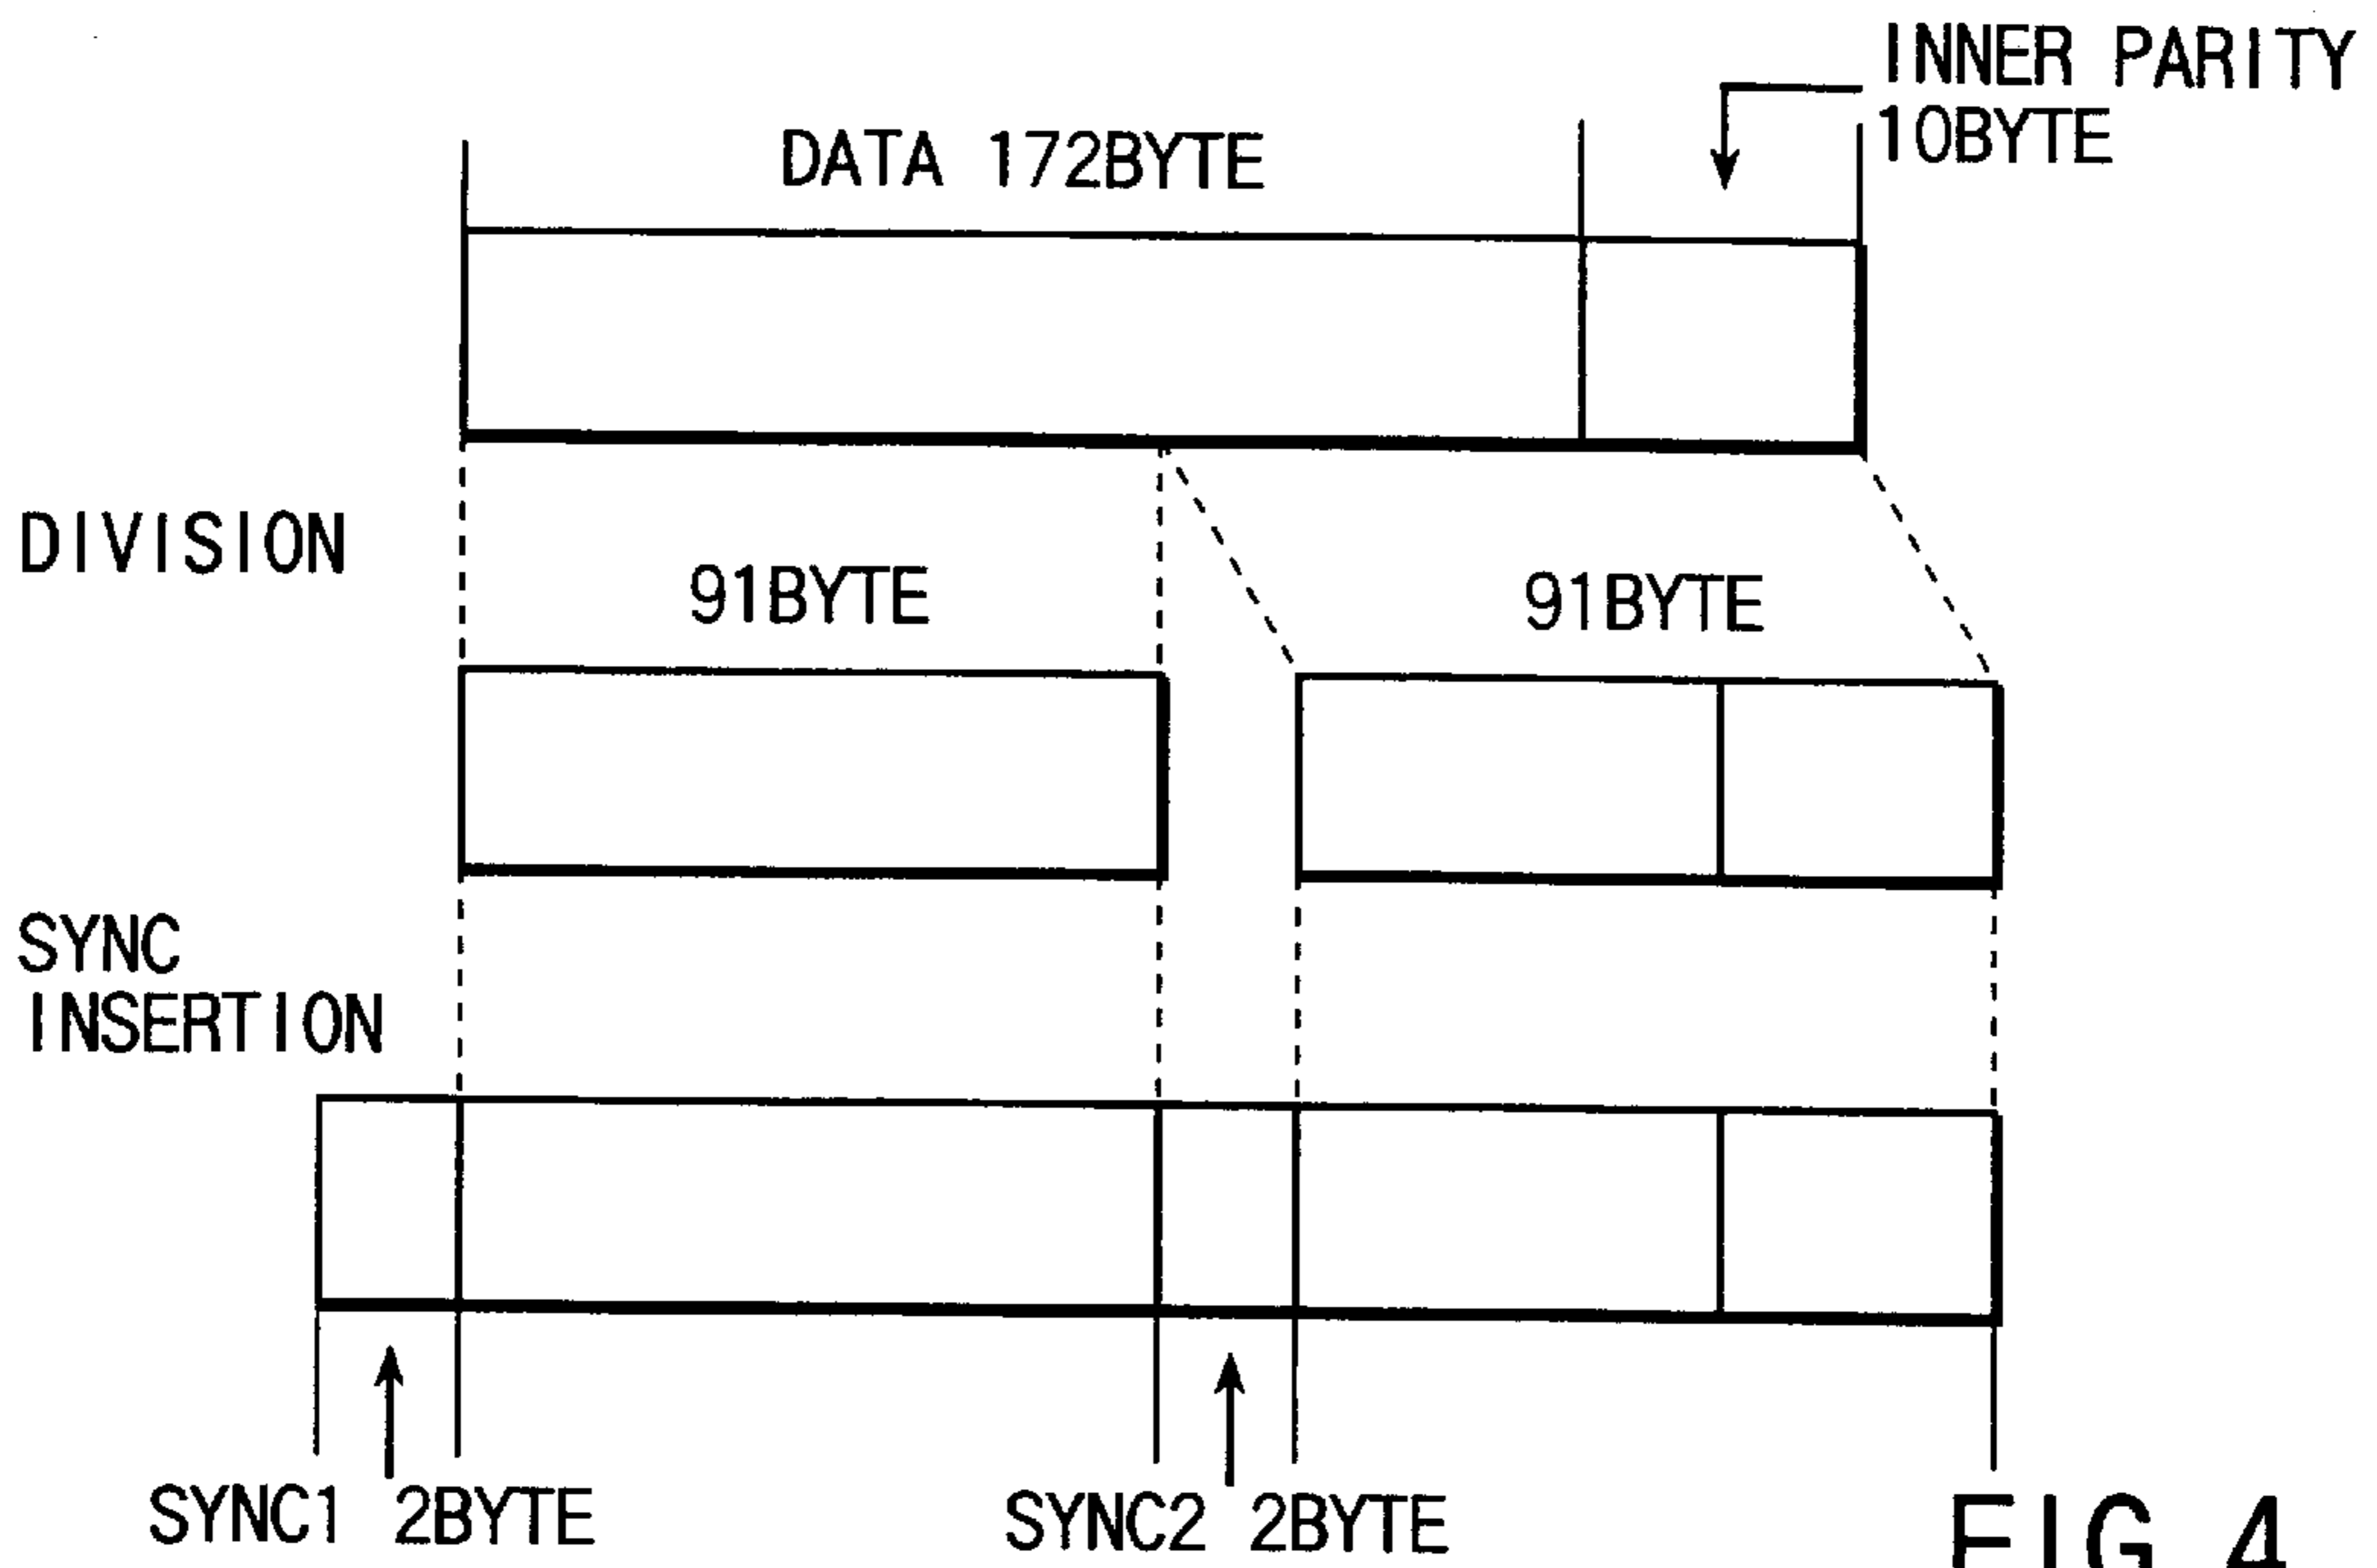 INNER PARITY
10BYTE
DATA 172BYTE
DIVISION
91BYTE
91BYTE
SYNC
INSERTION
SYNC1 2BYTE
SYNC2 2BYTE
FIG.4